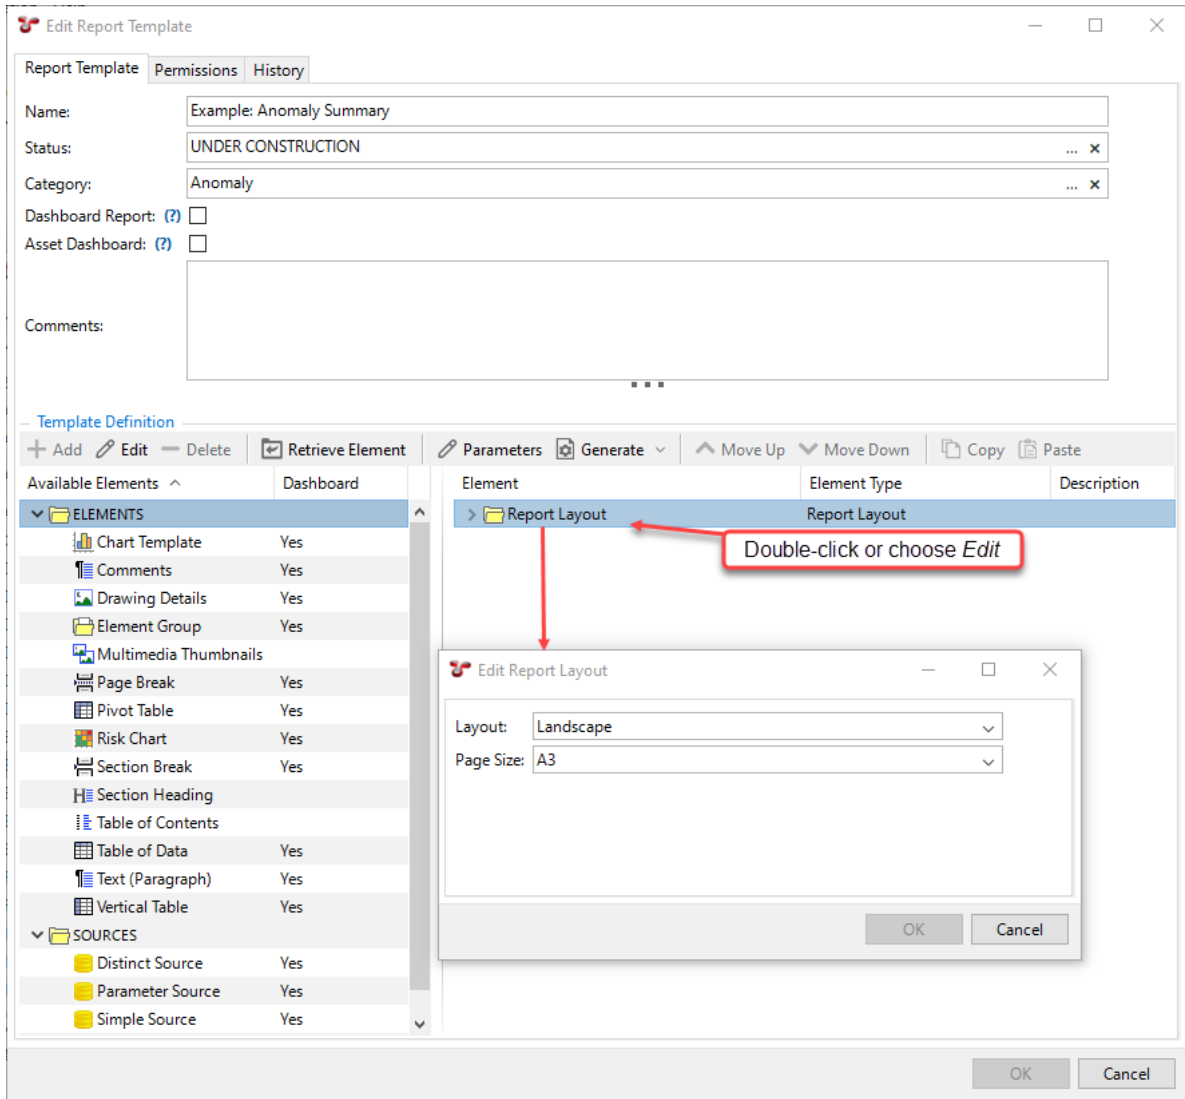 Edit Report Template
Report Template Permissions History
Name: Example: Anomaly Summary
Status: UNDER CONSTRUCTION ... ×
Category: Anomaly ... ×
Dashboard Report: (?)
Asset Dashboard: (?)
Comments:
Template Definition
Add Edit Delete Retrieve Element Parameters Generate Move Up Move Down Copy Paste
Available Elements Dashboard Element Element Type Description
ELEMENTS Report Layout Report Layout
Chart Template Yes
Double-click or choose Edit
Comments Yes
Drawing Details Yes
Element Group Yes
Multimedia Thumbnails
Edit Report Layout
Page Break Yes
Pivot Table Yes
Layout: Landscape
Risk Chart Yes
Page Size: A3
Section Break Yes
Section Heading
Table of Contents
Table of Data Yes
Text (Paragraph) Yes
Vertical Table Yes
OK Cancel
SOURCES
Distinct Source Yes
Parameter Source Yes
Simple Source Yes
OK Cancel